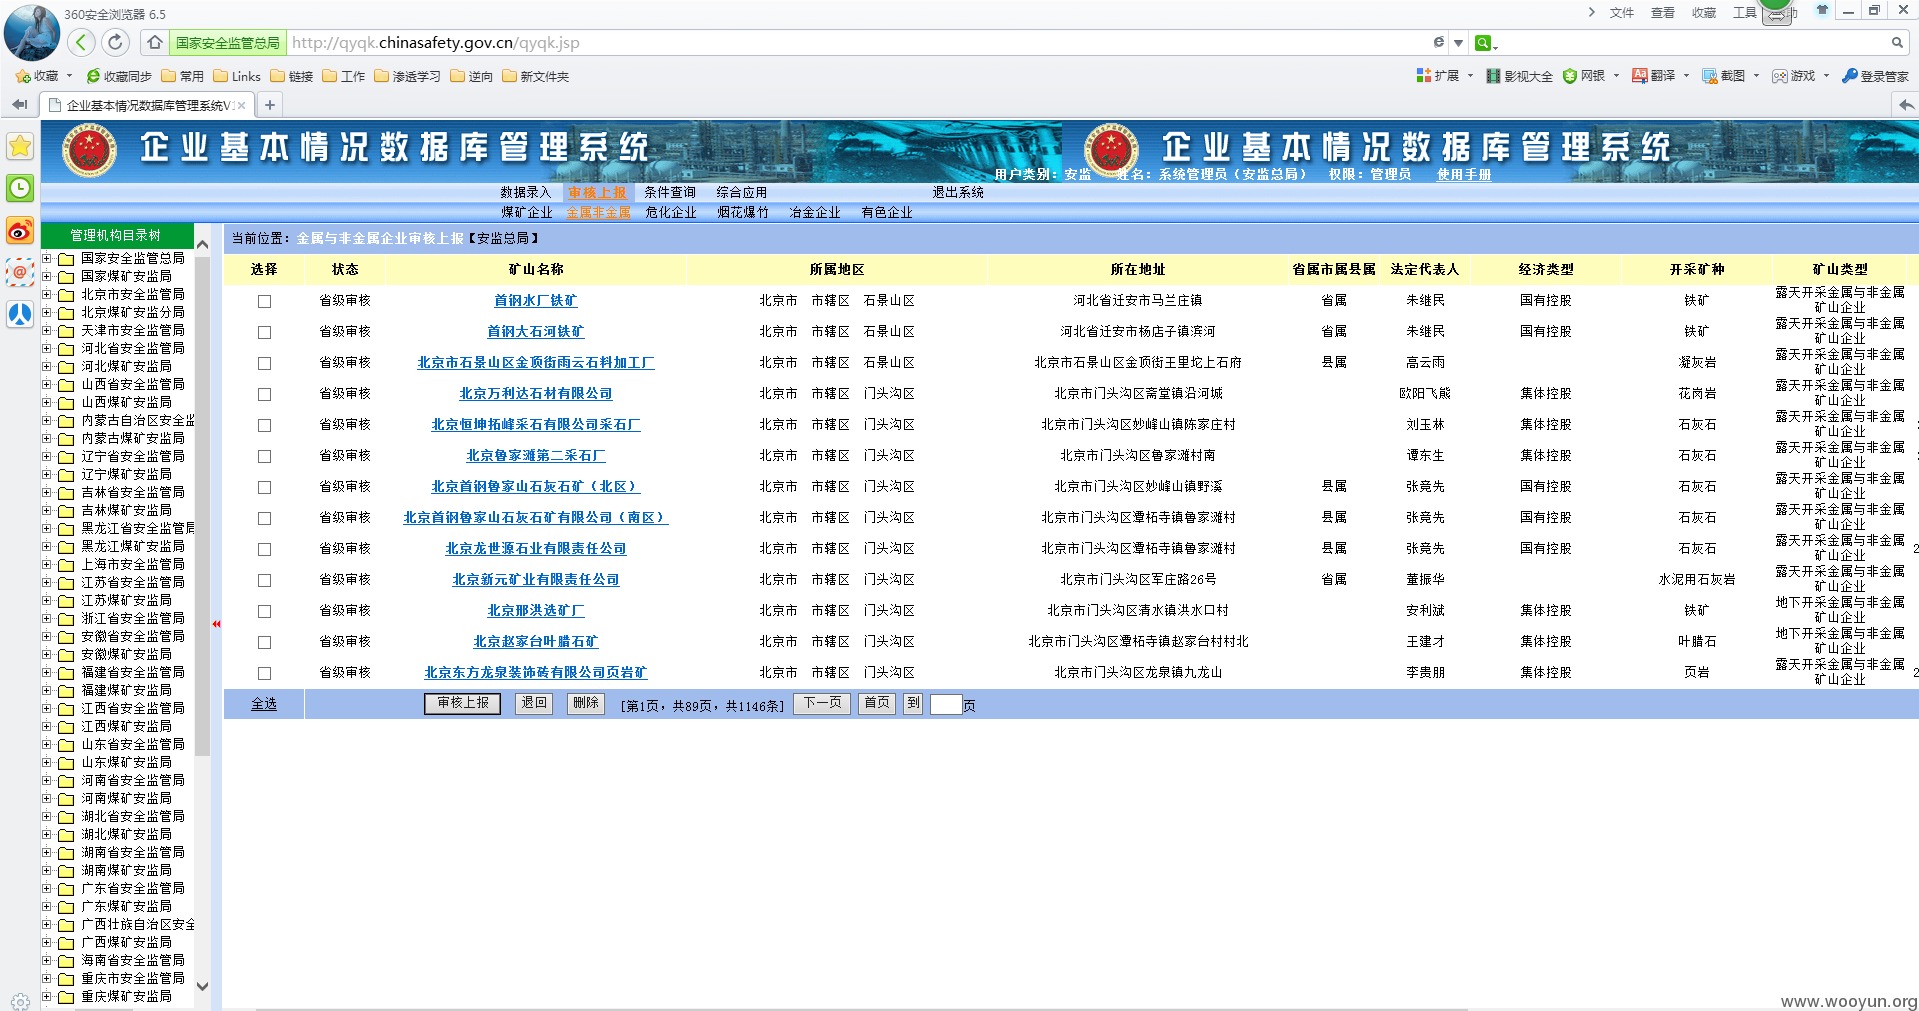 360安全浏览器 6.5
文件 查看 收藏 工具
国家安全监管总局 http://qyqk.chinasafety.gov.cn/qyqk.jsp
收藏 收藏同步 常用 Links 链接 工作 渗透学习 逆向 新文件夹 扩展 影视大全 网银 翻译 截图 游戏 登录管家
企业基本情况数据库管理系统V1
企业基本情况数据库管理系统 企业基本情况数据库管理系统
用户类别：安监 姓名：系统管理员（安监总局） 权限：管理员 使用手册
数据录入 审核上报 条件查询 综合应用 退出系统
煤矿企业 金属非金属 危化企业 烟花爆竹 冶金企业 有色企业
管理机构目录树
国家安全监管总局
国家煤矿安监局
北京市安全监管局
北京煤矿安监分局
天津市安全监管局
河北省安全监管局
河北煤矿安监局
山西省安全监管局
山西煤矿安监局
内蒙古自治区安全监
内蒙古煤矿安监局
辽宁省安全监管局
辽宁煤矿安监局
吉林省安全监管局
吉林煤矿安监局
黑龙江省安全监管局
黑龙江煤矿安监局
上海市安全监管局
江苏省安全监管局
江苏煤矿安监局
浙江省安全监管局
安徽省安全监管局
安徽煤矿安监局
福建省安全监管局
福建煤矿安监局
江西省安全监管局
江西煤矿安监局
山东省安全监管局
山东煤矿安监局
河南省安全监管局
河南煤矿安监局
湖北省安全监管局
湖北煤矿安监局
湖南省安全监管局
湖南煤矿安监局
广东省安全监管局
广东煤矿安监局
广西壮族自治区安全
广西煤矿安监局
海南省安全监管局
重庆市安全监管局
重庆煤矿安监局
当前位置：金属与非金属企业审核上报【安监总局】
选择 状态 矿山名称 所属地区 所在地址 省属市属县属 法定代表人 经济类型 开采矿种 矿山类型
省级审核 首钢水厂铁矿 北京市 市辖区 石景山区 河北省迁安市马兰庄镇 省属 朱继民 国有控股 铁矿 露天开采金属与非金属矿山企业
省级审核 首钢大石河铁矿 北京市 市辖区 石景山区 河北省迁安市杨店子镇滨河 省属 朱继民 国有控股 铁矿 露天开采金属与非金属矿山企业
省级审核 北京市石景山区金顶街雨云石料加工厂 北京市 市辖区 石景山区 北京市石景山区金顶街王里坨上石府 县属 高云雨 凝灰岩 露天开采金属与非金属矿山企业
省级审核 北京万利达石材有限公司 北京市 市辖区 门头沟区 北京市门头沟区斋堂镇沿河城 欧阳飞熊 集体控股 花岗岩 露天开采金属与非金属矿山企业
省级审核 北京恒坤拓峰采石有限公司采石厂 北京市 市辖区 门头沟区 北京市门头沟区妙峰山镇陈家庄村 刘玉林 集体控股 石灰石 露天开采金属与非金属矿山企业
省级审核 北京鲁家滩第二采石厂 北京市 市辖区 门头沟区 北京市门头沟区鲁家滩村南 谭东生 集体控股 石灰石 露天开采金属与非金属矿山企业
省级审核 北京首钢鲁家山石灰石矿（北区） 北京市 市辖区 门头沟区 北京市门头沟区妙峰山镇野溪 县属 张竟先 国有控股 石灰石 露天开采金属与非金属矿山企业
省级审核 北京首钢鲁家山石灰石矿有限公司（南区） 北京市 市辖区 门头沟区 北京市门头沟区潭柘寺镇鲁家滩村 县属 张竟先 国有控股 石灰石 露天开采金属与非金属矿山企业
省级审核 北京龙世源石业有限责任公司 北京市 市辖区 门头沟区 北京市门头沟区潭柘寺镇鲁家滩村 县属 张竟先 国有控股 石灰石 露天开采金属与非金属矿山企业 2
省级审核 北京新元矿业有限责任公司 北京市 市辖区 门头沟区 北京市门头沟区军庄路26号 省属 董振华 水泥用石灰岩 露天开采金属与非金属矿山企业
省级审核 北京那洪选矿厂 北京市 市辖区 门头沟区 北京市门头沟区清水镇洪水口村 安利斌 集体控股 铁矿 地下开采金属与非金属矿山企业
省级审核 北京赵家台叶腊石矿 北京市 市辖区 门头沟区 北京市门头沟区潭柘寺镇赵家台村村北 王建才 集体控股 叶腊石 地下开采金属与非金属矿山企业
省级审核 北京东方龙泉装饰砖有限公司页岩矿 北京市 市辖区 门头沟区 北京市门头沟区龙泉镇九龙山 李贵朋 集体控股 页岩 露天开采金属与非金属矿山企业 2
全选 审核上报 退回 删除 [第1页，共89页，共1146条] 下一页 首页 到 页
www.wooyun.org